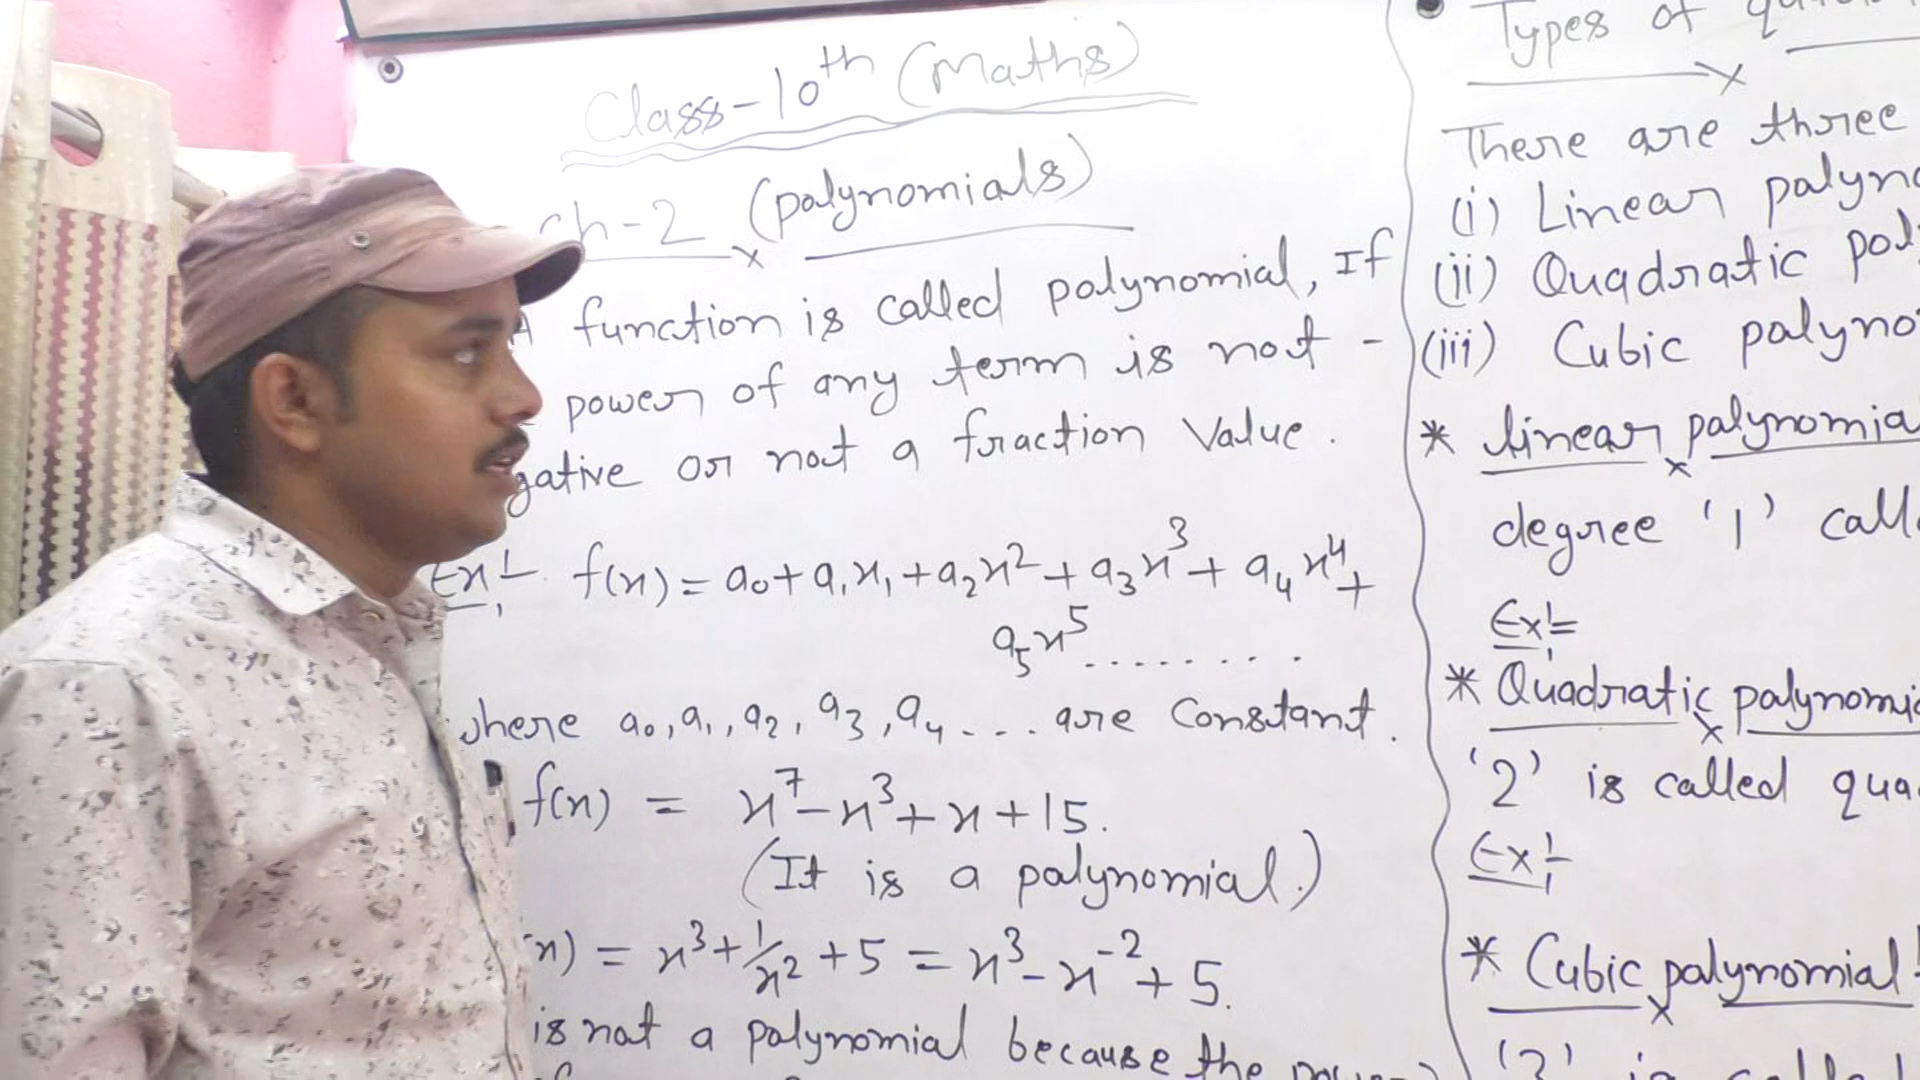 Class-10th (Maths)
ch-2 (polynomials)
A function is called polynomial, If
power of any term is not -
gative or not a fraction Value.
Ex:- f(x) = a₀ + a₁x₁ + a₂x² + a₃x³ + a₄x⁴ +
a₅x⁵ .........
where a₀, a₁, a₂, a₃, a₄ ... are Constant.
f(x) = x⁷ - x³ + x + 15.
(It is a polynomial.)
x) = x³ + 1/x² + 5 = x³ - x⁻² + 5.
is not a polynomial because the
Types of
There are three
(i) Linear polyno
(ii) Quadratic pol
(iii) Cubic polyno
* linear polynomia
degree '1' call
Ex:-
* Quadratic polynomi
'2' is called qua
Ex:-
* Cubic polynomial